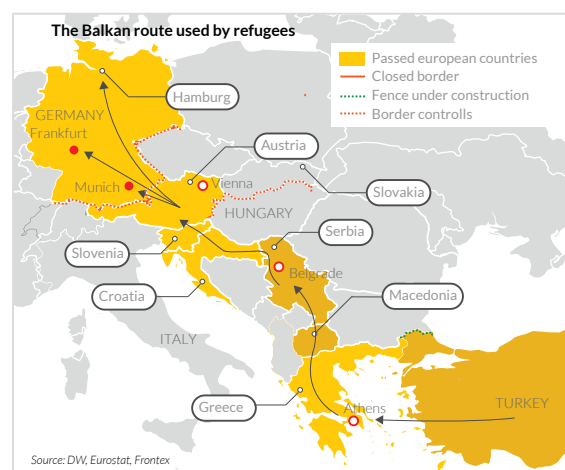 The Balkan route used by refugees
Passed european countries
Closed border
Fence under construction
Border controlls
Hamburg
GERMANY
Frankfurt
Austria
Munich
Vienna
Slovakia
HUNGARY
Serbia
Slovenia
Belgrade
Croatia
Macedonia
ITALY
Greece
Athens
TURKEY
Source: DW, Eurostat, Frontex